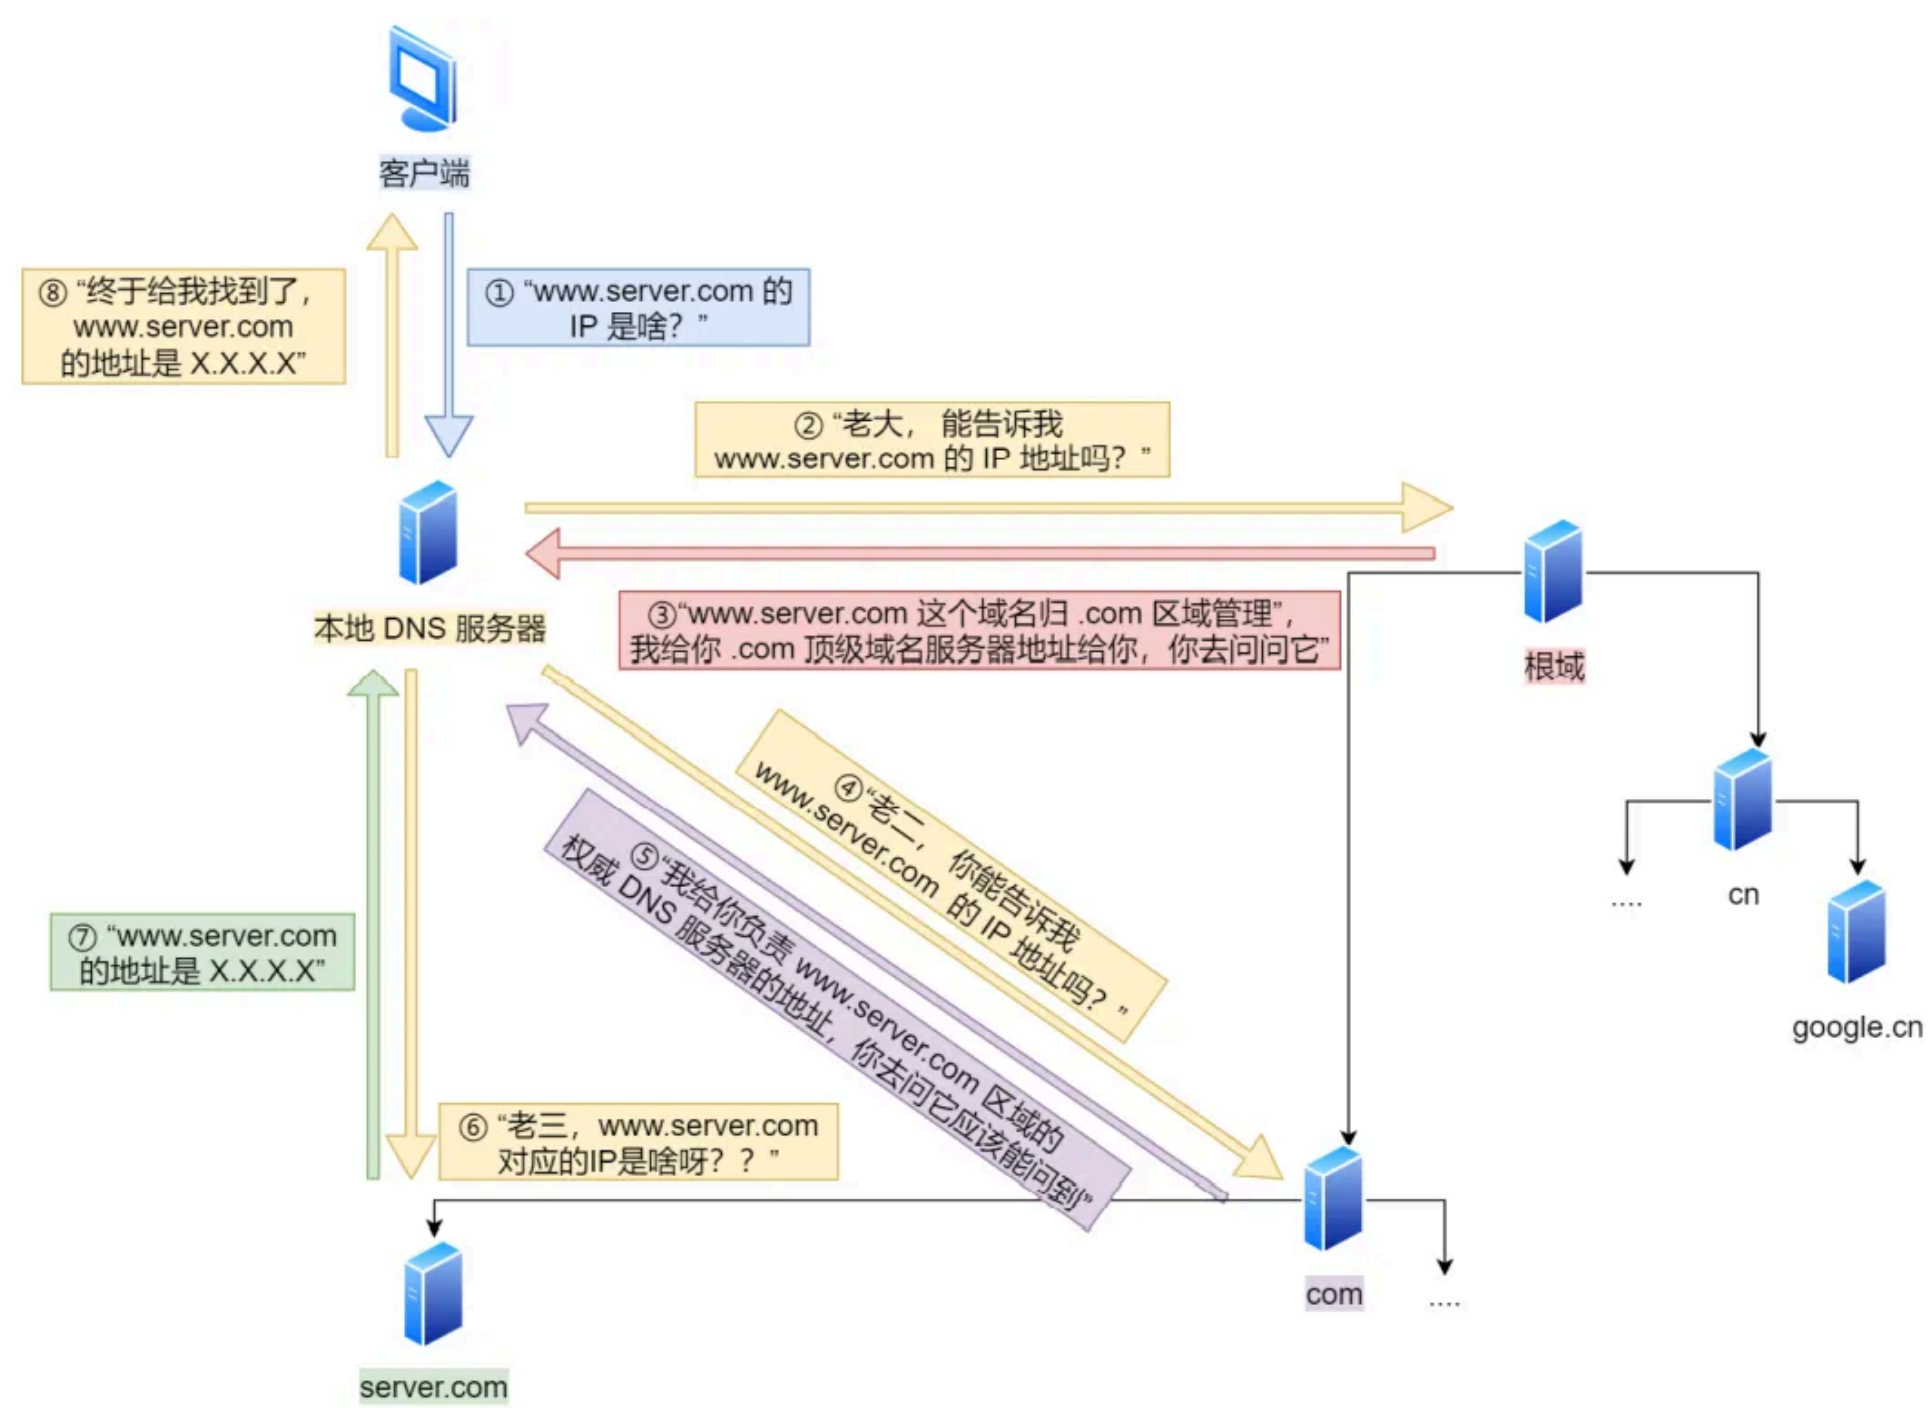 客户端
⑧ “终于给我找到了，
www.server.com
的地址是 X.X.X.X”
① “www.server.com 的
IP 是啥？”
② “老大， 能告诉我
www.server.com 的 IP 地址吗？”
本地 DNS 服务器
③“www.server.com 这个域名归 .com 区域管理”，
我给你 .com 顶级域名服务器地址给你，你去问问它”
根域
④“老二， 你能告诉我
www.server.com 的 IP 地址吗？”
⑤“我给你负责 www.server.com 区域的
权威 DNS 服务器的地址，你去问它应该能问到”
....
cn
google.cn
⑦ “www.server.com
的地址是 X.X.X.X”
⑥ “老三，www.server.com
对应的IP是啥呀？？”
com
....
server.com